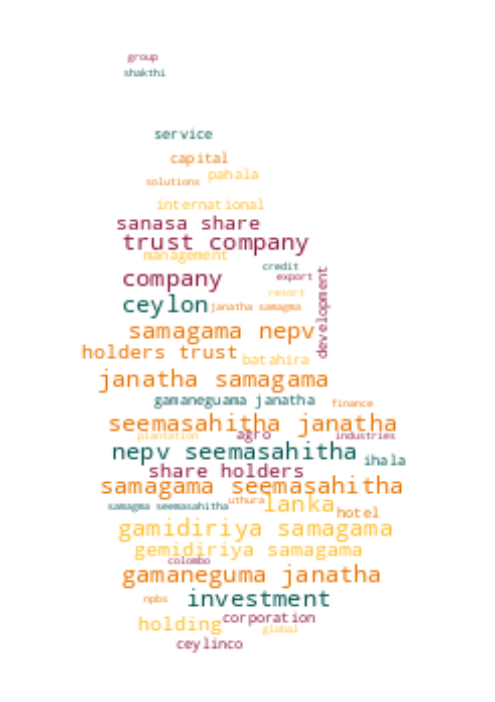 group
shakthi
service
capital
solutions pahala
international
sanasa share
trust company
management
credit
company export
resort
ceylon janatha samagma
development
samagama nepv
holders trust batahira
janatha samagama
gamaneguama janatha finance
seemasahitha janatha
plantation agro industries
nepv seemasahitha ihala
share holders
samagama seemasahitha
samagma seemasahitha uthura lanka hotel
gamidiriya samagama
gemidiriya samagama
colombo
gamaneguma janatha
npbs investment
holding corporation
global
ceylinco